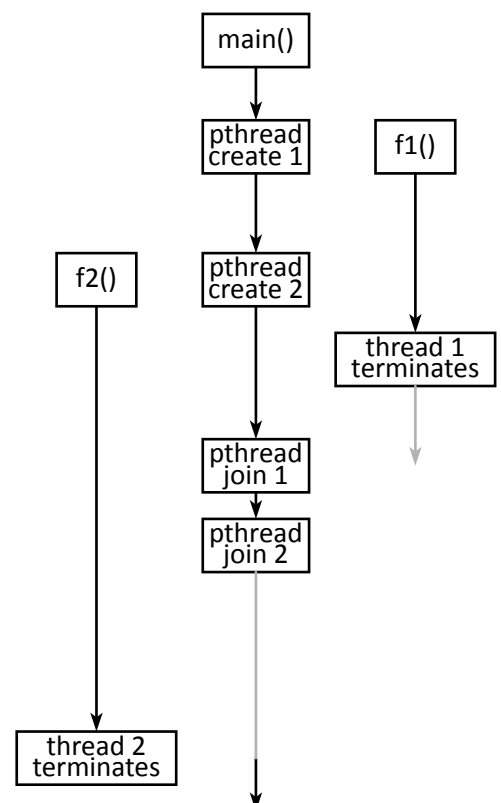 main()
pthread
create 1
f1()
f2()
pthread
create 2
thread 1
terminates
pthread
join 1
pthread
join 2
thread 2
terminates